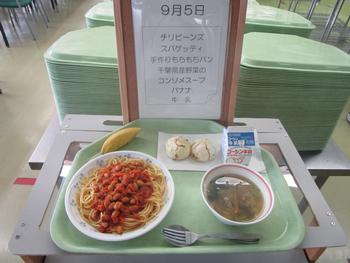 9月5日
チリビーンズ
スパゲッティ
手作りもちもちパン
千葉県産野菜の
コンソメスープ
バナナ
牛乳